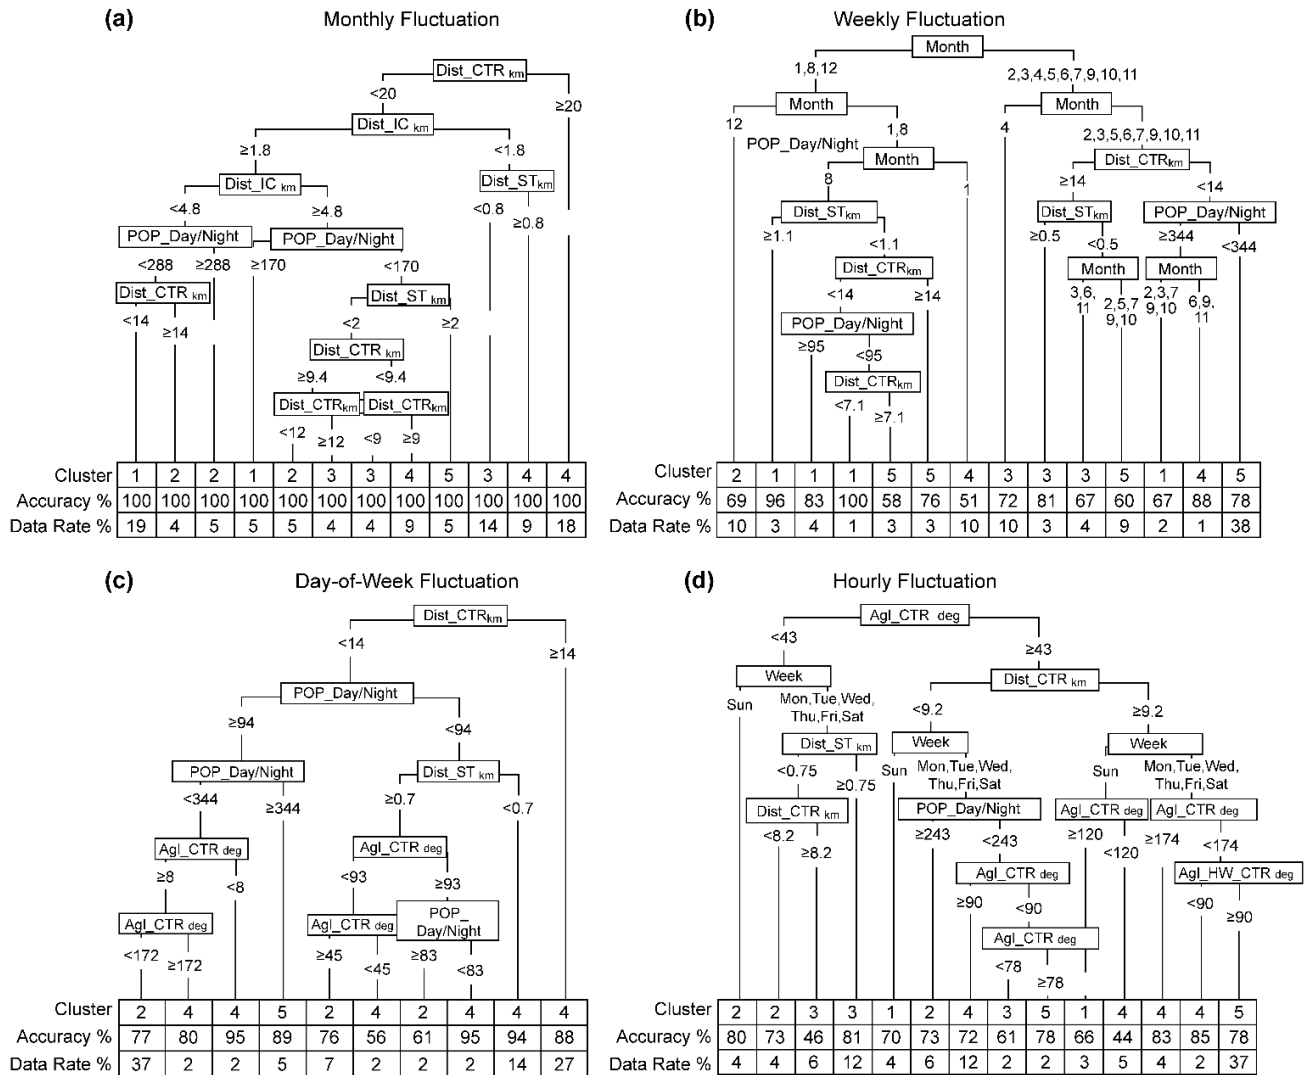 (a) Monthly Fluctuation
Dist_CTR km
<20
≥20
Dist_IC km
≥1.8
<1.8
Dist_IC km
Dist_ST km
<4.8
≥4.8
<0.8
≥0.8
POP_Day/Night
POP_Day/Night
<288
≥288
≥170
<170
Dist_CTR km
Dist_ST km
<14
≥14
<2
≥2
Dist_CTR km
≥9.4
<9.4
Dist_CTR km
Dist_CTR km
<12
≥12
<9
≥9
Cluster 1 2 2 1 2 3 3 4 5 3 4 4
Accuracy % 100 100 100 100 100 100 100 100 100 100 100 100
Data Rate % 19 4 5 5 5 4 4 9 5 14 9 18
(b) Weekly Fluctuation
Month
1,8,12
2,3,4,5,6,7,9,10,11
Month
Month
12
1,8
4
2,3,5,6,7,9,10,11
POP_Day/Night
Month
Dist_CTR km
8
1
≥14
<14
Dist_ST km
Dist_ST km
POP_Day/Night
≥1.1
<1.1
≥0.5
<0.5
≥344
<344
Dist_CTR km
Month
Month
<14
≥14
3,6,
11
2,5,7
9,10
2,3,7
9,10
6,9,
11
POP_Day/Night
≥95
<95
Dist_CTR km
<7.1
≥7.1
Cluster 2 1 1 1 5 5 4 3 3 3 5 1 4 5
Accuracy % 69 96 83 100 58 76 51 72 81 67 60 67 88 78
Data Rate % 10 3 4 1 3 3 10 10 3 4 9 2 1 38
(c) Day-of-Week Fluctuation
Dist_CTR km
<14
≥14
POP_Day/Night
≥94
<94
POP_Day/Night
Dist_ST km
<344
≥344
≥0.7
<0.7
Agl_CTR deg
Agl_CTR deg
≥8
<8
<93
≥93
Agl_CTR deg
Agl_CTR deg
POP_
Day/Night
<172
≥172
≥45
<45
≥83
<83
Cluster 2 4 4 5 2 4 2 4 4 4
Accuracy % 77 80 95 89 76 56 61 95 94 88
Data Rate % 37 2 2 5 7 2 2 2 14 27
(d) Hourly Fluctuation
Agl_CTR deg
<43
≥43
Week
Dist_CTR km
Sun
Mon,Tue,Wed,
Thu,Fri,Sat
<9.2
≥9.2
Dist_ST km
Week
Week
<0.75
≥0.75
Sun
Mon,Tue,Wed,
Thu,Fri,Sat
Sun
Mon,Tue,Wed,
Thu,Fri,Sat
Dist_CTR km
POP_Day/Night
Agl_CTR deg
Agl_CTR deg
<8.2
≥8.2
≥243
<243
≥120
<120
≥174
<174
Agl_CTR deg
Agl_HW_CTR deg
≥90
<90
<90
≥90
Agl_CTR deg
<78
≥78
Cluster 2 2 3 3 1 2 4 3 5 1 4 4 4 5
Accuracy % 80 73 46 81 70 73 72 61 78 66 44 83 85 78
Data Rate % 4 4 6 12 4 6 12 2 2 3 5 4 2 37